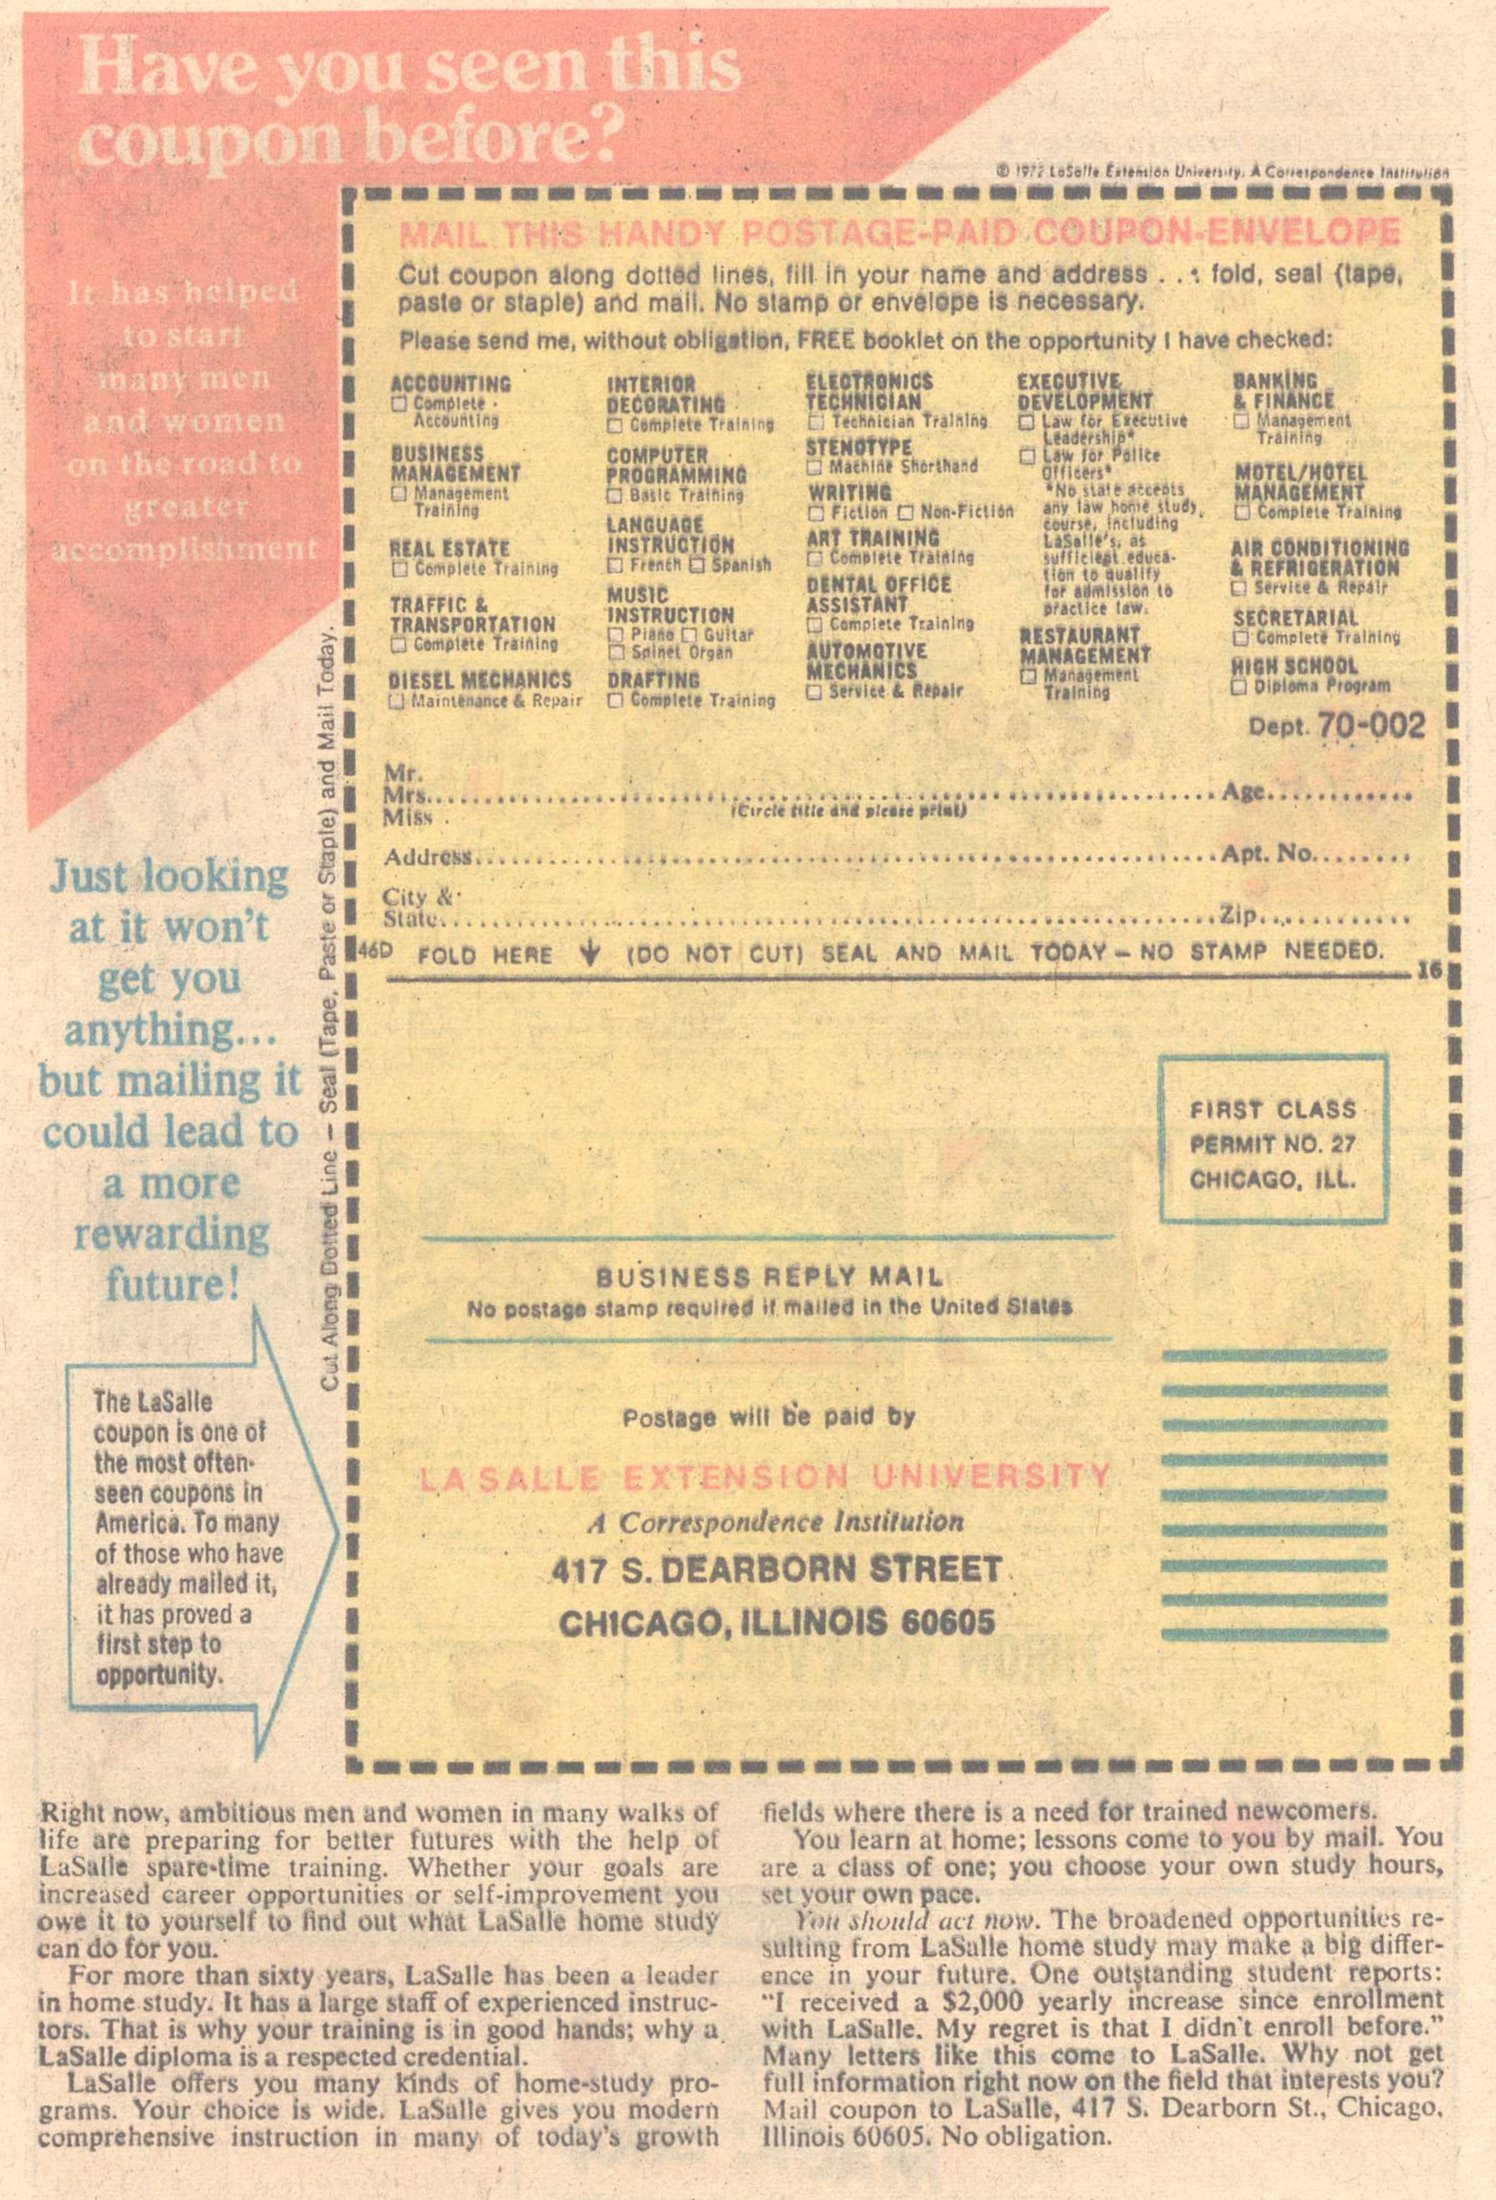 Have you seen this
coupon before?
© 1972 LaSalle Extension University. A Correspondence Institution
It has helped
to start
many men
and women
on the road to
greater
accomplishment
Just looking
at it won't
get you
anything...
but mailing it
could lead to
a more
rewarding
future!
The LaSalle
coupon is one of
the most often-
seen coupons in
America. To many
of those who have
already mailed it,
it has proved a
first step to
opportunity.
Cut Along Dotted Line — Seal (Tape, Paste or Staple) and Mail Today.
MAIL THIS HANDY POSTAGE-PAID COUPON-ENVELOPE
Cut coupon along dotted lines, fill in your name and address . . . fold, seal (tape,
paste or staple) and mail. No stamp or envelope is necessary.
Please send me, without obligation, FREE booklet on the opportunity I have checked:
ACCOUNTING
☐ Complete
Accounting
BUSINESS
MANAGEMENT
☐ Management
Training
REAL ESTATE
☐ Complete Training
TRAFFIC &
TRANSPORTATION
☐ Complete Training
DIESEL MECHANICS
☐ Maintenance & Repair
INTERIOR
DECORATING
☐ Complete Training
COMPUTER
PROGRAMMING
☐ Basic Training
LANGUAGE
INSTRUCTION
☐ French ☐ Spanish
MUSIC
INSTRUCTION
☐ Piano ☐ Guitar
☐ Spinet Organ
DRAFTING
☐ Complete Training
ELECTRONICS
TECHNICIAN
☐ Technician Training
STENOTYPE
☐ Machine Shorthand
WRITING
☐ Fiction ☐ Non-Fiction
ART TRAINING
☐ Complete Training
DENTAL OFFICE
ASSISTANT
☐ Complete Training
AUTOMOTIVE
MECHANICS
☐ Service & Repair
EXECUTIVE
DEVELOPMENT
☐ Law for Executive
Leadership*
☐ Law for Police
Officers*
*No state accepts
any law home study
course, including
LaSalle's, as
sufficient educa-
tion to qualify
for admission to
practice law.
RESTAURANT
MANAGEMENT
☐ Management
Training
BANKING
& FINANCE
☐ Management
Training
MOTEL/HOTEL
MANAGEMENT
☐ Complete Training
AIR CONDITIONING
& REFRIGERATION
☐ Service & Repair
SECRETARIAL
☐ Complete Training
HIGH SCHOOL
☐ Diploma Program
Dept. 70-002
Mr.
Mrs. Age
Miss (Circle title and please print)
Address Apt. No.
City &
State Zip
46D FOLD HERE ↓ (DO NOT CUT) SEAL AND MAIL TODAY — NO STAMP NEEDED.
16
FIRST CLASS
PERMIT NO. 27
CHICAGO, ILL.
BUSINESS REPLY MAIL
No postage stamp required if mailed in the United States
Postage will be paid by
LA SALLE EXTENSION UNIVERSITY
A Correspondence Institution
417 S. DEARBORN STREET
CHICAGO, ILLINOIS 60605
Right now, ambitious men and women in many walks of
life are preparing for better futures with the help of
LaSalle spare-time training. Whether your goals are
increased career opportunities or self-improvement you
owe it to yourself to find out what LaSalle home study
can do for you.
For more than sixty years, LaSalle has been a leader
in home study. It has a large staff of experienced instruc-
tors. That is why your training is in good hands; why a
LaSalle diploma is a respected credential.
LaSalle offers you many kinds of home-study pro-
grams. Your choice is wide. LaSalle gives you modern
comprehensive instruction in many of today's growth
fields where there is a need for trained newcomers.
You learn at home; lessons come to you by mail. You
are a class of one; you choose your own study hours,
set your own pace.
You should act now. The broadened opportunities re-
sulting from LaSalle home study may make a big differ-
ence in your future. One outstanding student reports:
"I received a $2,000 yearly increase since enrollment
with LaSalle. My regret is that I didn't enroll before."
Many letters like this come to LaSalle. Why not get
full information right now on the field that interests you?
Mail coupon to LaSalle, 417 S. Dearborn St., Chicago,
Illinois 60605. No obligation.